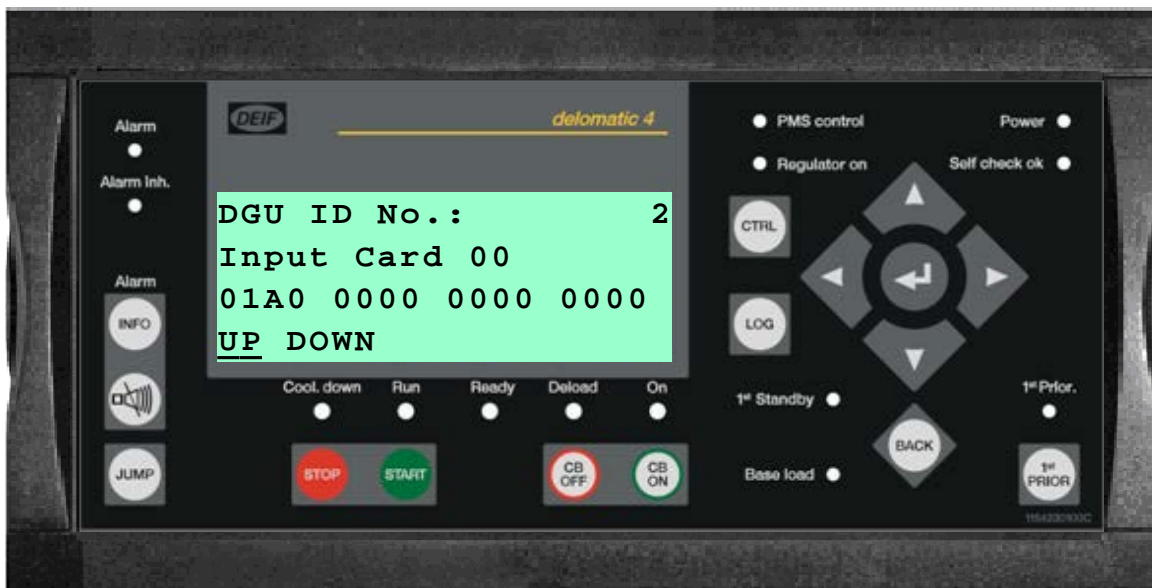 DEIF
delomatic 4
Alarm
Alarm Inh.
PMS control
Power
Regulator on
Self check ok
DGU ID No.: 2
Input Card 00
01A0 0000 0000 0000
UP DOWN
CTRL
LOG
Alarm
INFO
JUMP
Cool. down Run Ready Deload On
STOP START
CB OFF
CB ON
1st Standby
Base load
BACK
1st Prior.
1st PRIOR